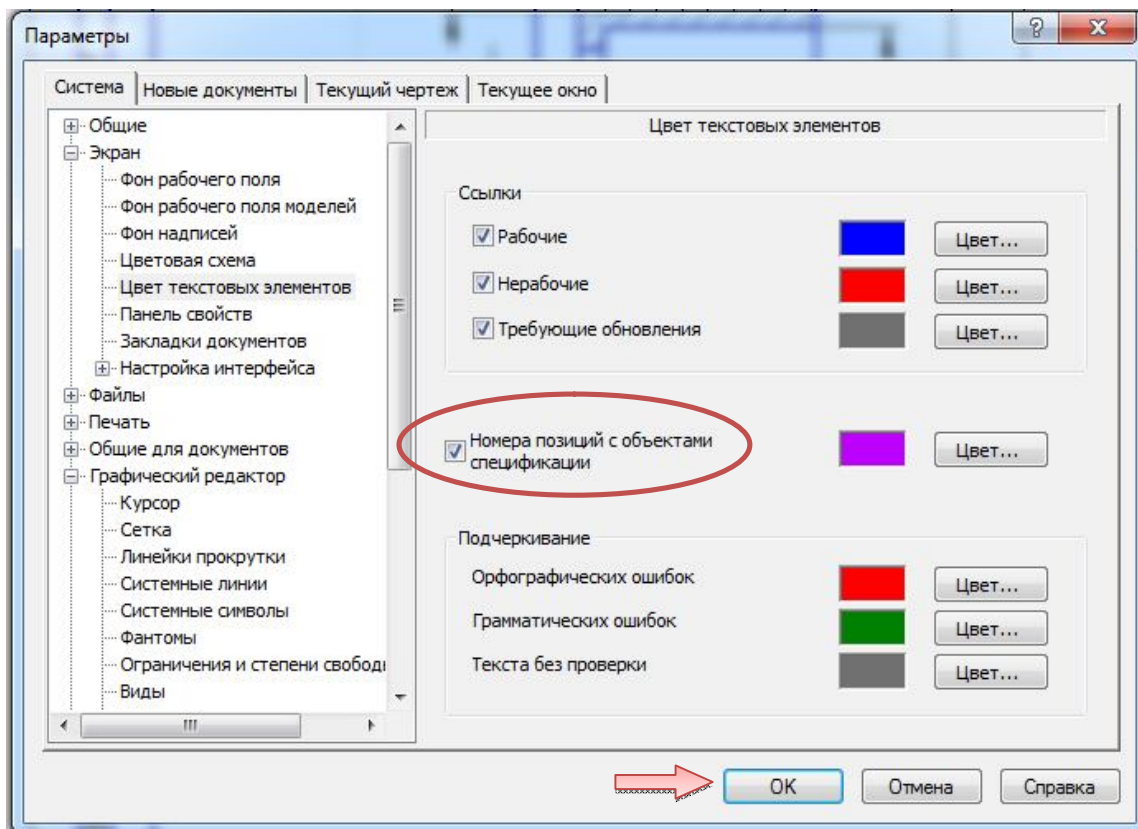 Параметры
Система
Новые документы
Текущий чертеж
Текущее окно
Общие
Экран
Фон рабочего поля
Фон рабочего поля моделей
Фон надписей
Цветовая схема
Цвет текстовых элементов
Панель свойств
Закладки документов
Настройка интерфейса
Файлы
Печать
Общие для документов
Графический редактор
Курсор
Сетка
Линейки прокрутки
Системные линии
Системные символы
Фантомы
Ограничения и степени свободы
Виды
Цвет текстовых элементов
Ссылки
Рабочие
Цвет...
Нерабочие
Цвет...
Требующие обновления
Цвет...
Номера позиций с объектами
спецификации
Цвет...
Подчеркивание
Орфографических ошибок
Цвет...
Грамматических ошибок
Цвет...
Текста без проверки
Цвет...
OK
Отмена
Справка